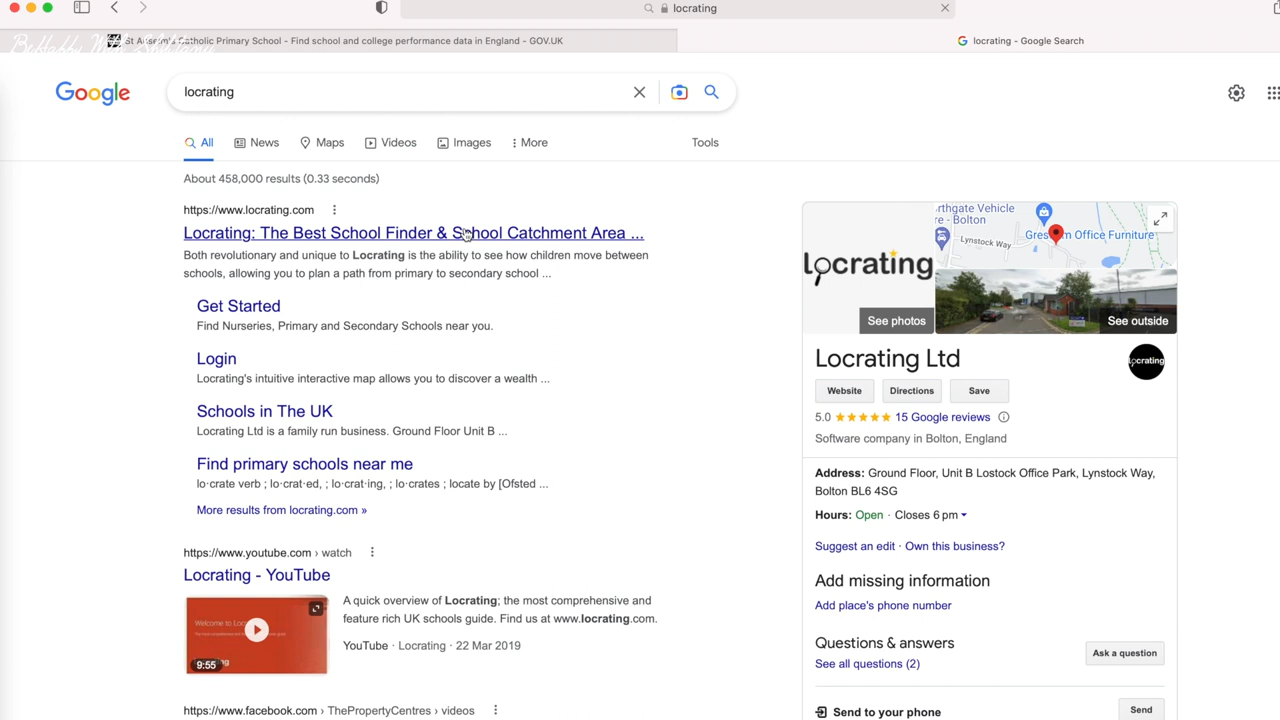 locrating
BeHappy With
St Anselm's Catholic Primary School - Find school and college performance data in England - GOV.UK
locrating - Google Search
Google
locrating
All
News
Maps
Videos
Images
More
Tools
About 458,000 results (0.33 seconds)
https://www.locrating.com
Locrating: The Best School Finder & School Catchment Area ...
Both revolutionary and unique to Locrating is the ability to see how children move between
schools, allowing you to plan a path from primary to secondary school ...
Get Started
Find Nurseries, Primary and Secondary Schools near you.
Login
Locrating's intuitive interactive map allows you to discover a wealth ...
Schools in The UK
Locrating Ltd is a family run business. Ground Floor Unit B ...
Find primary schools near me
lo·crate verb ; lo·crat·ed, ; lo·crat·ing, ; lo·crates ; locate by [Ofsted ...
More results from locrating.com »
https://www.youtube.com › watch
Locrating - YouTube
A quick overview of Locrating; the most comprehensive and
feature rich UK schools guide. Find us at www.locrating.com.
YouTube · Locrating · 22 Mar 2019
9:55
https://www.facebook.com › ThePropertyCentres › videos
locrating
See photos
rthgate Vehicle
re - Bolton
Lynstock Way
Office Furniture
See outside
Locrating Ltd
locrating
Website
Directions
Save
5.0 15 Google reviews
Software company in Bolton, England
Address: Ground Floor, Unit B Lostock Office Park, Lynstock Way,
Bolton BL6 4SG
Hours: Open · Closes 6 pm
Suggest an edit · Own this business?
Add missing information
Add place's phone number
Questions & answers
See all questions (2)
Ask a question
Send to your phone
Send